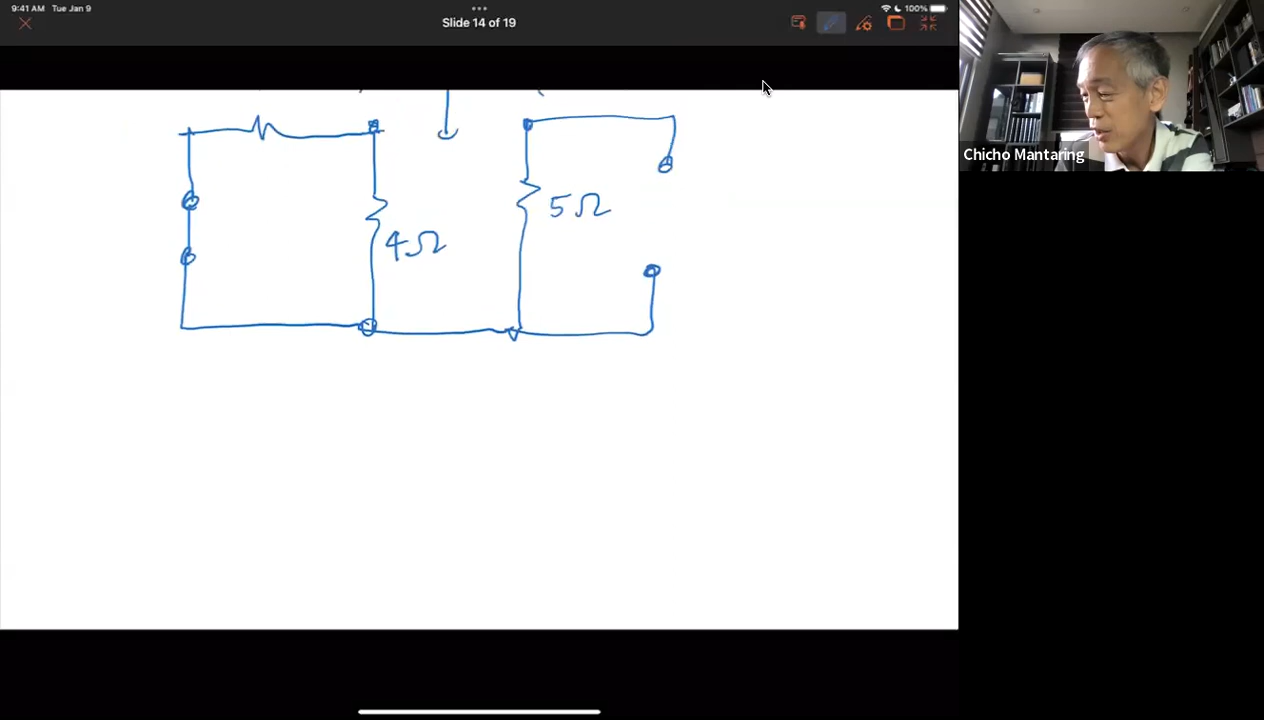 9:41 AM Tue Jan 9
100%
Slide 14 of 19
Chicho Mantaring
5Ω
4Ω